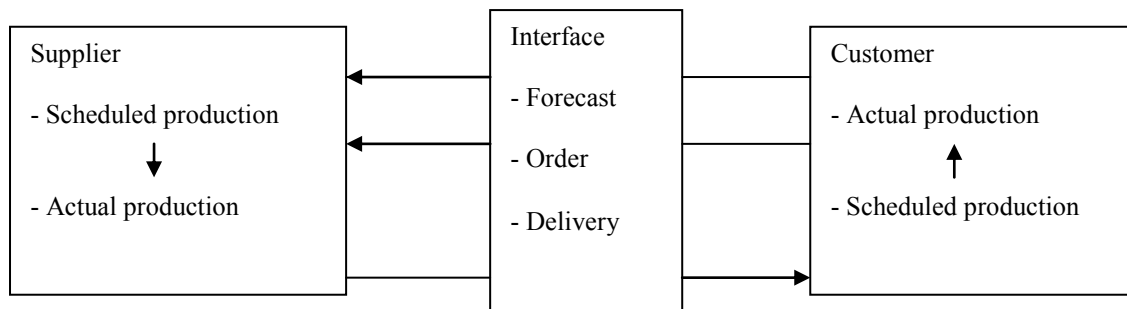 Supplier
- Scheduled production
- Actual production
Interface
- Forecast
- Order
- Delivery
Customer
- Actual production
- Scheduled production